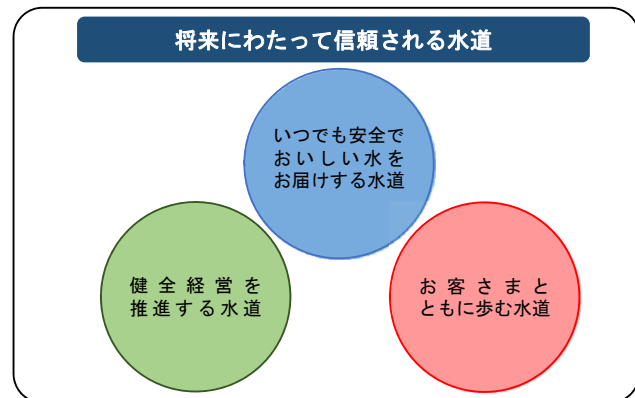 将来にわたって信頼される水道
いつでも安全で
おいしい水を
お届けする水道
健全経営を
推進する水道
お客さまと
ともに歩む水道